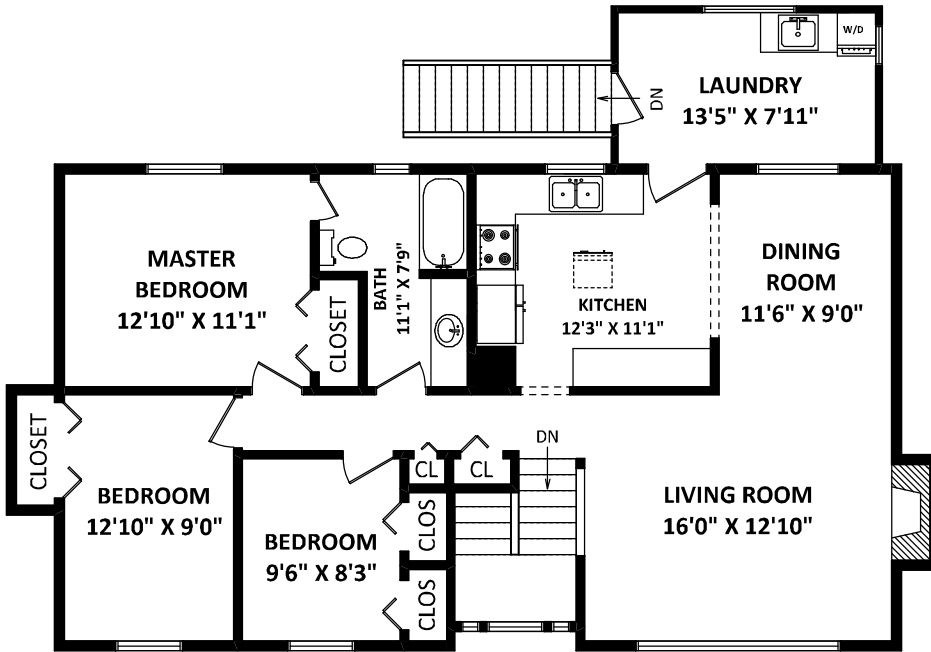 W/D
LAUNDRY
13'5" X 7'11"
DN
MASTER
BEDROOM
12'10" X 11'1"
CLOSET
BATH
11'1" X 7'9"
KITCHEN
12'3" X 11'1"
DINING
ROOM
11'6" X 9'0"
CLOSET
BEDROOM
12'10" X 9'0"
BEDROOM
9'6" X 8'3"
CL
CL
CLOS
CLOS
DN
LIVING ROOM
16'0" X 12'10"